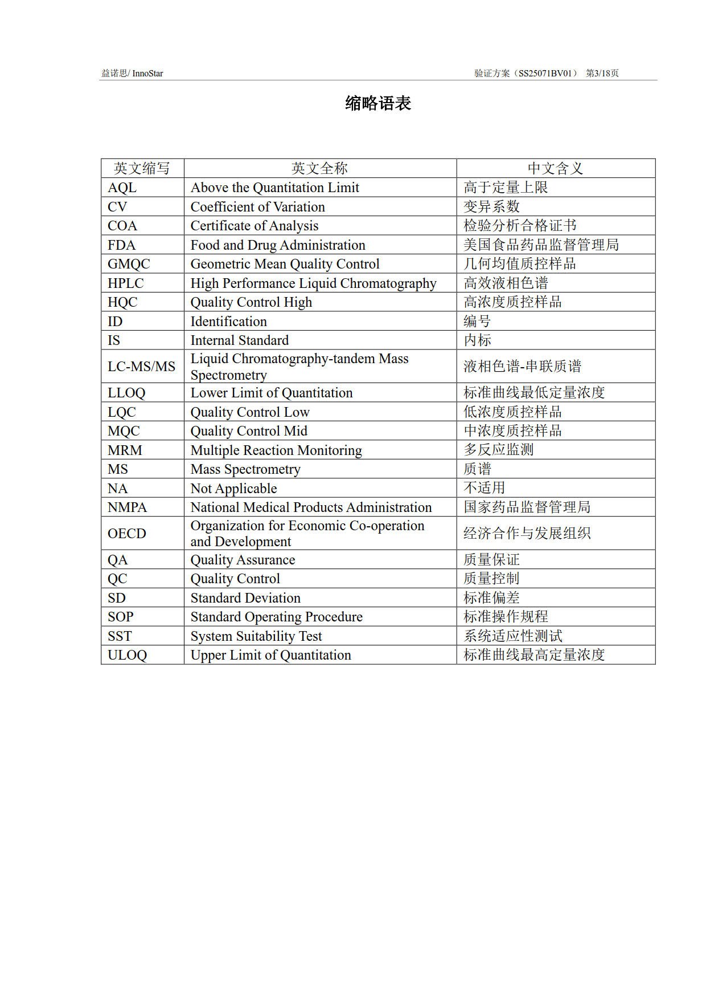 益诺思/ InnoStar 验证方案（SS25071BV01） 第3/18页
缩略语表
英文缩写 英文全称 中文含义
AQL Above the Quantitation Limit 高于定量上限
CV Coefficient of Variation 变异系数
COA Certificate of Analysis 检验分析合格证书
FDA Food and Drug Administration 美国食品药品监督管理局
GMQC Geometric Mean Quality Control 几何均值质控样品
HPLC High Performance Liquid Chromatography 高效液相色谱
HQC Quality Control High 高浓度质控样品
ID Identification 编号
IS Internal Standard 内标
LC-MS/MS Liquid Chromatography-tandem Mass
Spectrometry 液相色谱-串联质谱
LLOQ Lower Limit of Quantitation 标准曲线最低定量浓度
LQC Quality Control Low 低浓度质控样品
MQC Quality Control Mid 中浓度质控样品
MRM Multiple Reaction Monitoring 多反应监测
MS Mass Spectrometry 质谱
NA Not Applicable 不适用
NMPA National Medical Products Administration 国家药品监督管理局
OECD Organization for Economic Co-operation
and Development 经济合作与发展组织
QA Quality Assurance 质量保证
QC Quality Control 质量控制
SD Standard Deviation 标准偏差
SOP Standard Operating Procedure 标准操作规程
SST System Suitability Test 系统适应性测试
ULOQ Upper Limit of Quantitation 标准曲线最高定量浓度